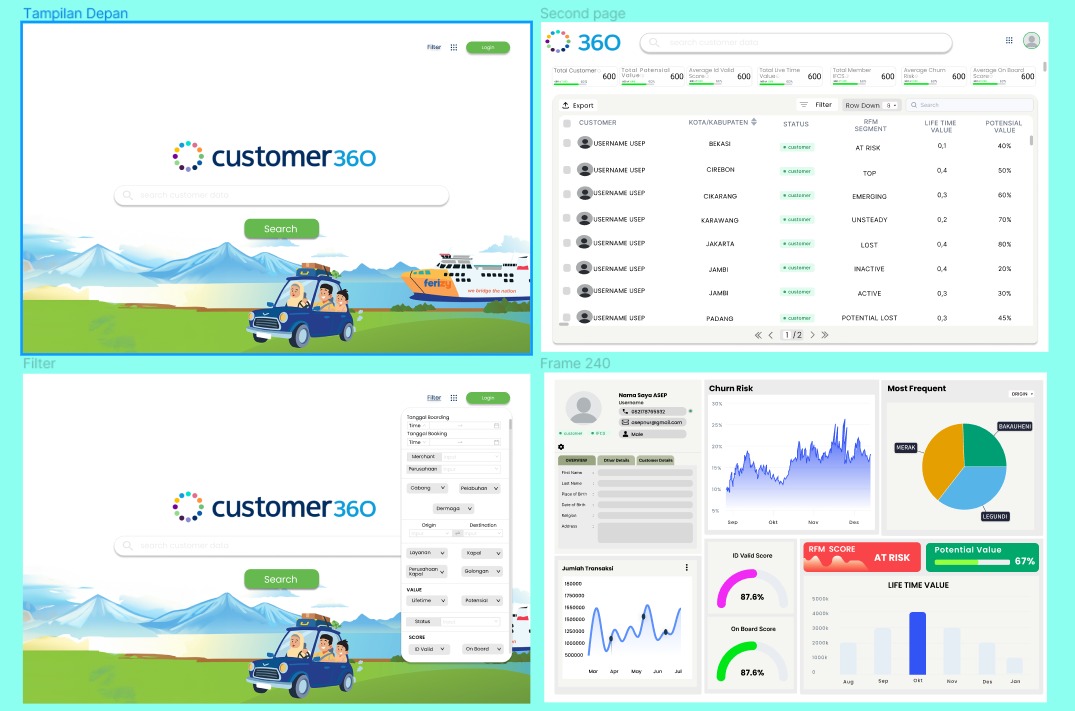 Tampilan Depan
Filter
Login
customer360
search customer data
Search
ferizy
we bridge the nation
Second page
360
search customer data
Total Customer
600
Total Potensial Value
600
Average Id Valid Score
600
Total Live Time Value
600
Total Member IFCS
600
Average Churn Risk
600
Average On Board Score
600
Export
Filter
Row Down
9
Search
CUSTOMER
KOTA/KABUPATEN
STATUS
RFM SEGMENT
LIFE TIME VALUE
POTENSIAL VALUE
USERNAME USEP BEKASI customer AT RISK 0,1 40%
USERNAME USEP CIREBON customer TOP 0,4 50%
USERNAME USEP CIKARANG customer EMERGING 0,3 60%
USERNAME USEP KARAWANG customer UNSTEADY 0,2 70%
USERNAME USEP JAKARTA customer LOST 0,4 80%
USERNAME USEP JAMBI customer INACTIVE 0,4 20%
USERNAME USEP JAMBI customer ACTIVE 0,3 30%
USERNAME USEP PADANG customer POTENTIAL LOST 0,3 45%
1 / 2
Filter
Filter
Login
customer360
search customer data
Search
Tanggal Boarding
Time
Tanggal Booking
Time
Merchant
Perusahaan
Cabang
Pelabuhan
Dermaga
Origin
Destination
Layanan
Kapal
Perusahaan Kapal
Golongan
VALUE
Lifetime
Potensial
Status
SCORE
ID Valid
On Board
Frame 240
Nama Saya ASEP
Username
082178765932
asepnur@gmail.com
Male
customer
IFCS
OVERVIEW
Other Details
Customer Details
First Name :
Last Name :
Place of Birth :
Date of Birth :
Religion :
Address :
Churn Risk
30%
25%
20%
15%
10%
5%
Sep
Okt
Nov
Des
Most Frequent
ORIGIN
BAKAUHENI
MERAK
LEGUNDI
Jumlah Transaksi
1500000
1250000
1000000
500000
Mar
Apr
May
Jun
Jul
ID Valid Score
87.6%
On Board Score
87.6%
RFM SCORE
AT RISK
Potential Value
67%
LIFE TIME VALUE
5000k
4000k
3000k
2000k
1000k
0
Aug
Sep
Okt
Nov
Des
Jan